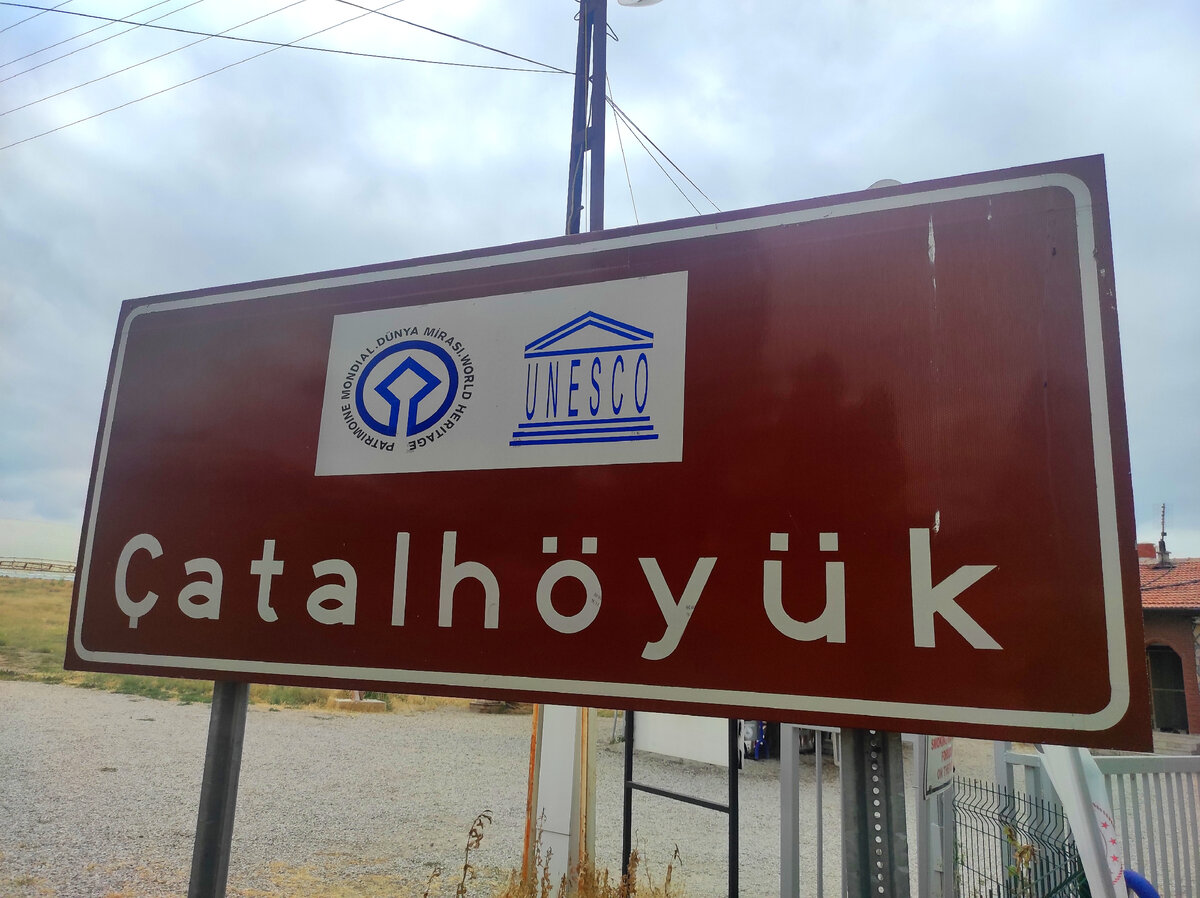 PATRIMOINE MONDIAL · DÜNYA MİRASI · WORLD HERITAGE
UNESCO
Çatalhöyük